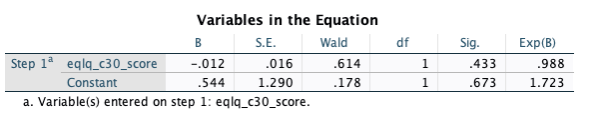 Variables in the Equation
B S.E. Wald df Sig. Exp(B)
Step 1a eqlq_c30_score -.012 .016 .614 1 .433 .988
Constant .544 1.290 .178 1 .673 1.723
a. Variable(s) entered on step 1: eqlq_c30_score.